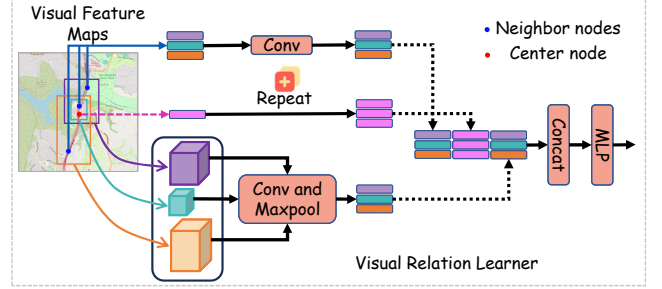 Visual Feature
Maps
Conv
Neighbor nodes
Center node
Repeat
Conv and
Maxpool
Concat
MLP
Visual Relation Learner